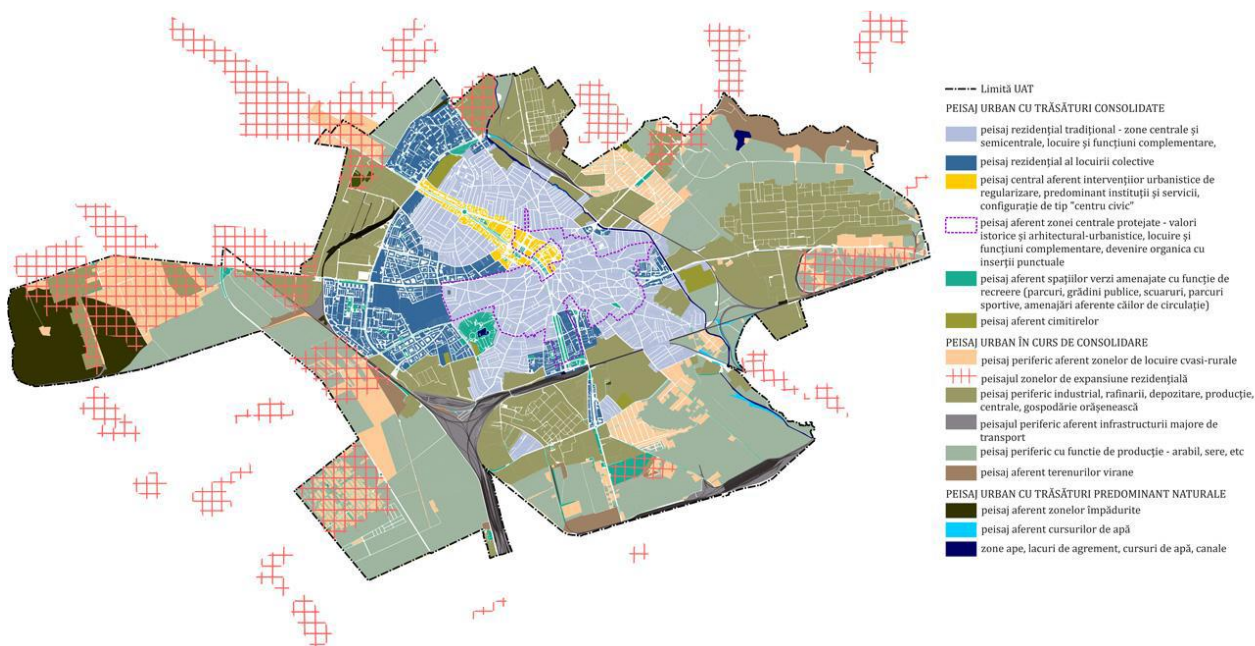 Limită UAT
PEISAJ URBAN CU TRĂSĂTURI CONSOLIDATE
peisaj rezidențial tradițional - zone centrale și
semicentrale, locuire și funcțiuni complementare,
peisaj rezidențial al locuirii colective
peisaj central aferent intervențiilor urbanistice de
regularizare, predominant instituții și servicii,
configurație de tip "centru civic"
peisaj aferent zonei centrale protejate - valori
istorice și arhitectural-urbanistice, locuire și
funcțiuni complementare, devenire organica cu
inserții punctuale
peisaj aferent spațiilor verzi amenajate cu funcție de
recreere (parcuri, grădini publice, scuaruri, parcuri
sportive, amenajări aferente căilor de circulație)
peisaj aferent cimitirelor
PEISAJ URBAN ÎN CURS DE CONSOLIDARE
peisaj periferic aferent zonelor de locuire cvasi-rurale
peisajul zonelor de expansiune rezidențială
peisaj periferic industrial, rafinarii, depozitare, producție,
centrale, gospodărie orășenească
peisajul periferic aferent infrastructurii majore de
transport
peisaj periferic cu functie de producție - arabil, sere, etc
peisaj aferent terenurilor virane
PEISAJ URBAN CU TRĂSĂTURI PREDOMINANT NATURALE
peisaj aferent zonelor împădurite
peisaj aferent cursurilor de apă
zone ape, lacuri de agrement, cursuri de apă, canale